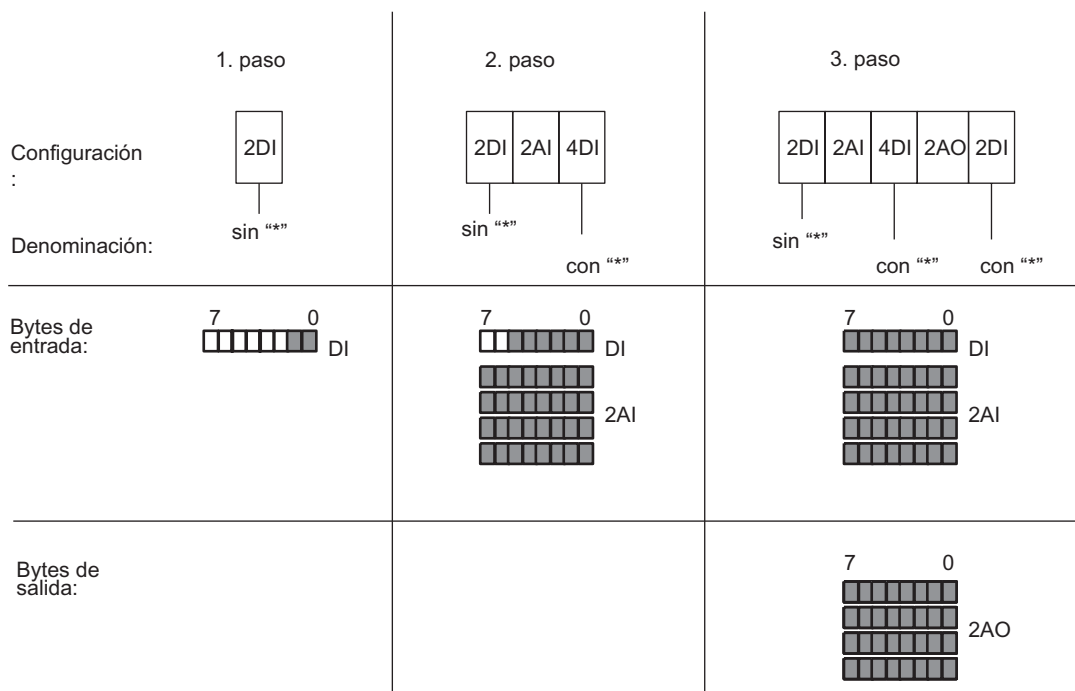 1. paso 2. paso 3. paso
Configuración
:
2DI 2DI 2AI 4DI 2DI 2AI 4DI 2AO 2DI
Denominación:
sin “*” sin “*” sin “*”
con “*” con “*” con “*”
Bytes de
entrada:
7 0 7 0 7 0
DI DI DI
2AI 2AI
Bytes de
salida:
7 0
2AO